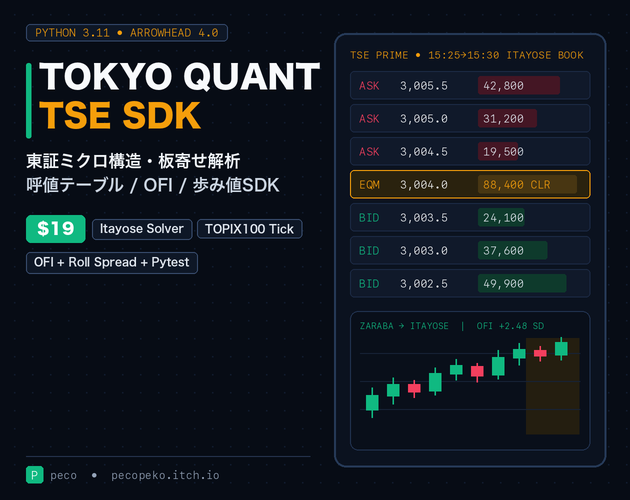 PYTHON 3.11 • ARROWHEAD 4.0
TOKYO QUANT
TSE SDK
東証ミクロ構造・板寄せ解析
呼値テーブル / OFI / 歩み値SDK
$19
Itayose Solver
TOPIX100 Tick
OFI + Roll Spread + Pytest
P
peco • pecopeko.itch.io
TSE PRIME • 15:25→15:30 ITAYOSE BOOK
ASK 3,005.5 42,800
ASK 3,005.0 31,200
ASK 3,004.5 19,500
EQM 3,004.0 88,400 CLR
BID 3,003.5 24,100
BID 3,003.0 37,600
BID 3,002.5 49,900
ZARABA → ITAYOSE | OFI +2.48 SD